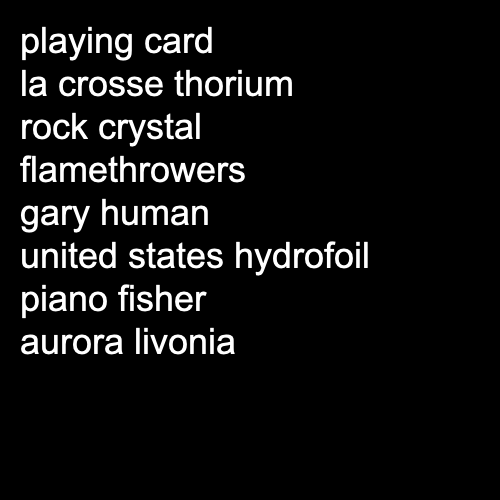 playing card
la crosse thorium
rock crystal
flamethrowers
gary human
united states hydrofoil
piano fisher
aurora livonia